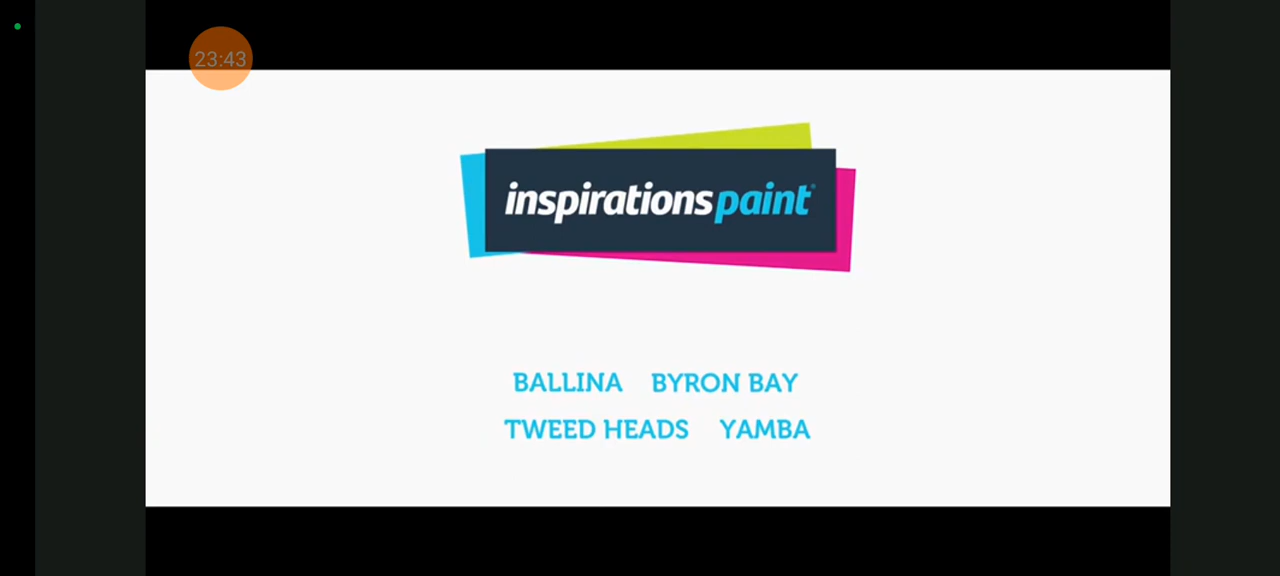 23:43
inspirationspaint®
BALLINA BYRON BAY
TWEED HEADS YAMBA